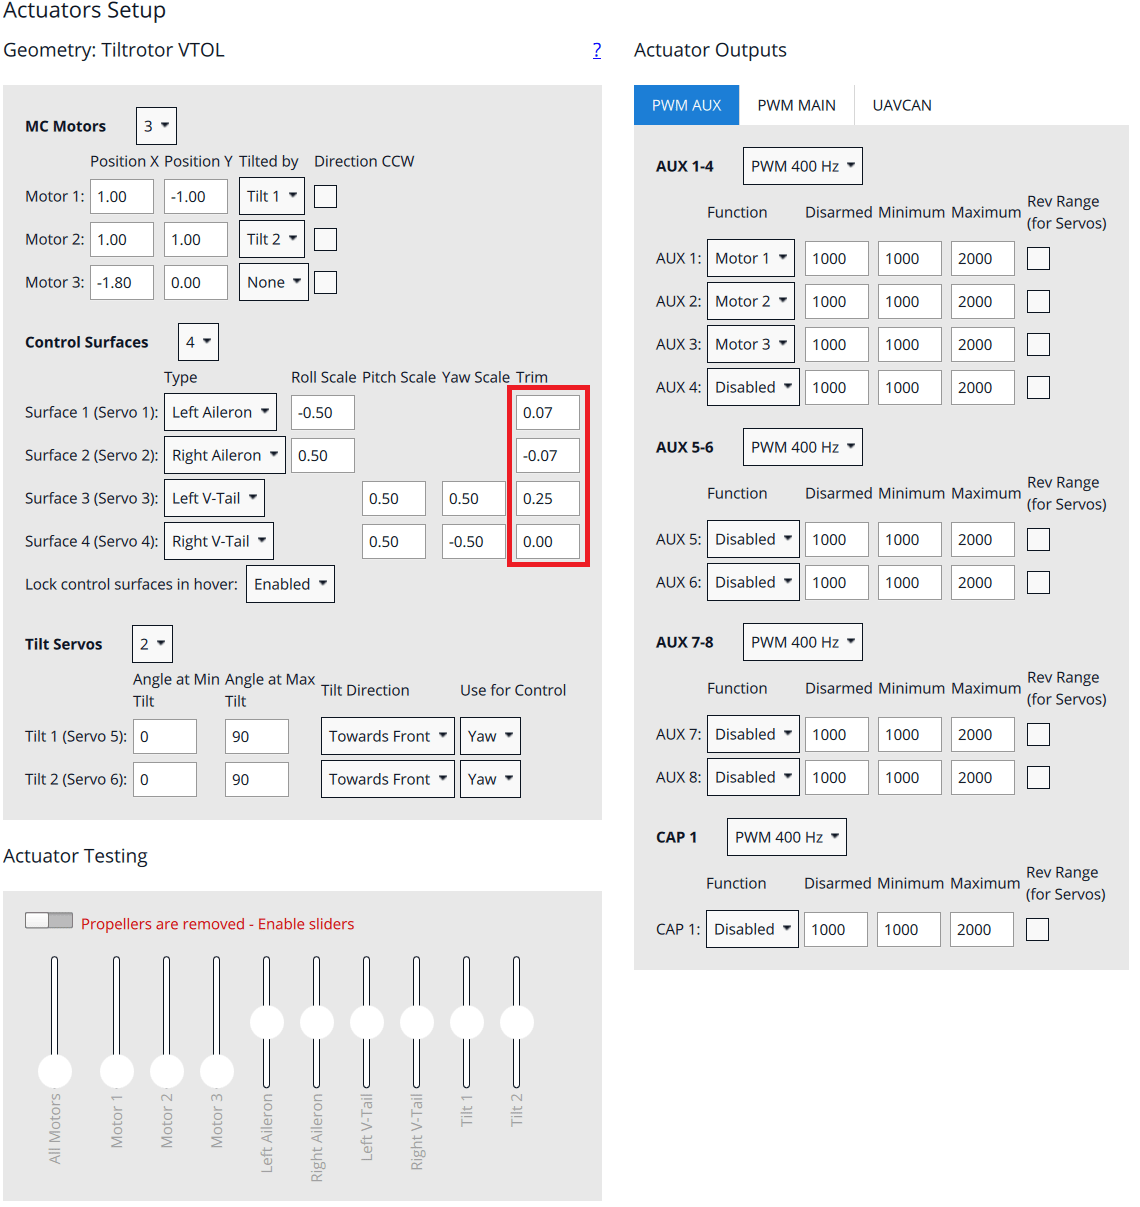 Actuators Setup
Geometry: Tiltrotor VTOL ?
MC Motors 3
Position X Position Y Tilted by Direction CCW
Motor 1: 1.00 -1.00 Tilt 1
Motor 2: 1.00 1.00 Tilt 2
Motor 3: -1.80 0.00 None
Control Surfaces 4
Type Roll Scale Pitch Scale Yaw Scale Trim
Surface 1 (Servo 1): Left Aileron -0.50 0.07
Surface 2 (Servo 2): Right Aileron 0.50 -0.07
Surface 3 (Servo 3): Left V-Tail 0.50 0.50 0.25
Surface 4 (Servo 4): Right V-Tail 0.50 -0.50 0.00
Lock control surfaces in hover: Enabled
Tilt Servos 2
Angle at Min Angle at Max
Tilt Tilt Tilt Direction Use for Control
Tilt 1 (Servo 5): 0 90 Towards Front Yaw
Tilt 2 (Servo 6): 0 90 Towards Front Yaw
Actuator Testing
Propellers are removed - Enable sliders
All Motors
Motor 1
Motor 2
Motor 3
Left Aileron
Right Aileron
Left V-Tail
Right V-Tail
Tilt 1
Tilt 2
Actuator Outputs
PWM AUX PWM MAIN UAVCAN
AUX 1-4 PWM 400 Hz
Function Disarmed Minimum Maximum Rev Range
(for Servos)
AUX 1: Motor 1 1000 1000 2000
AUX 2: Motor 2 1000 1000 2000
AUX 3: Motor 3 1000 1000 2000
AUX 4: Disabled 1000 1000 2000
AUX 5-6 PWM 400 Hz
Function Disarmed Minimum Maximum Rev Range
(for Servos)
AUX 5: Disabled 1000 1000 2000
AUX 6: Disabled 1000 1000 2000
AUX 7-8 PWM 400 Hz
Function Disarmed Minimum Maximum Rev Range
(for Servos)
AUX 7: Disabled 1000 1000 2000
AUX 8: Disabled 1000 1000 2000
CAP 1 PWM 400 Hz
Function Disarmed Minimum Maximum Rev Range
(for Servos)
CAP 1: Disabled 1000 1000 2000